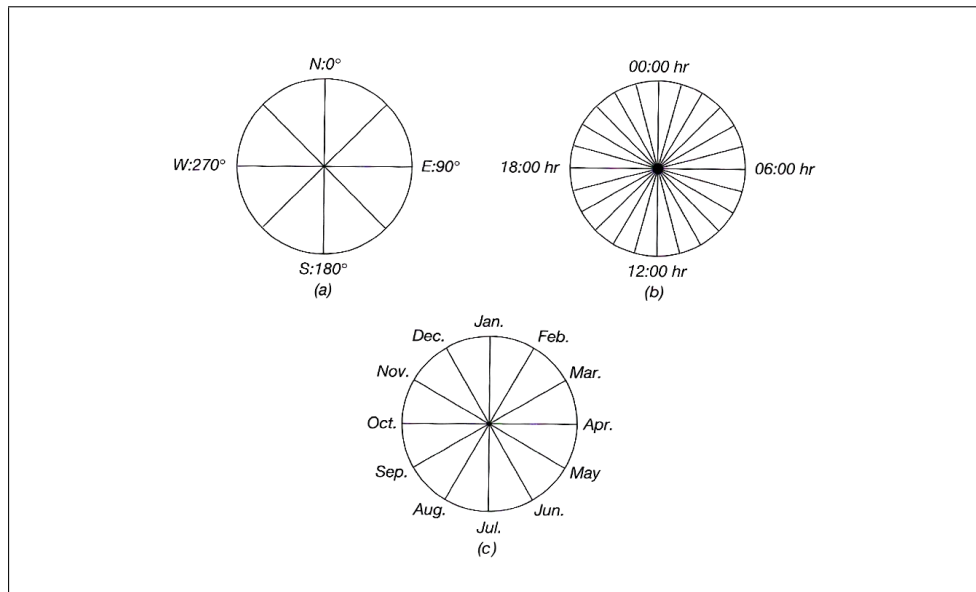 N:0°
W:270°
E:90°
S:180°
(a)
00:00 hr
18:00 hr
06:00 hr
12:00 hr
(b)
Jan.
Dec.
Feb.
Nov.
Mar.
Oct.
Apr.
Sep.
May
Aug.
Jun.
Jul.
(c)